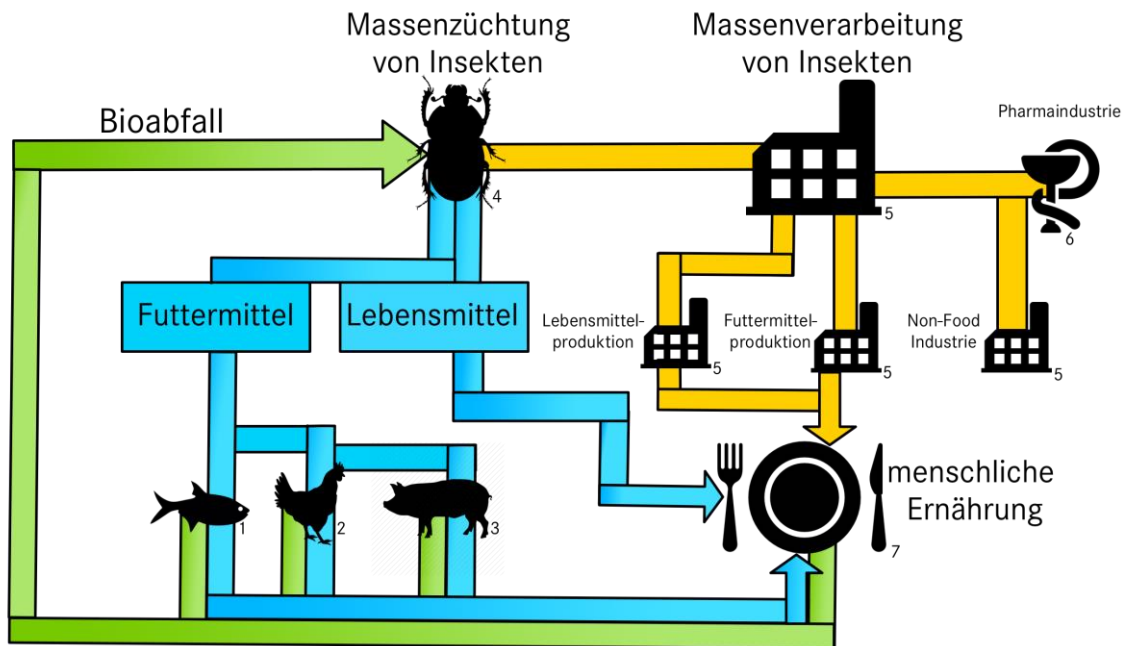 Massenzüchtung
von Insekten
Massenverarbeitung
von Insekten
Pharmaindustrie
Bioabfall
4
5
6
Futtermittel
Lebensmittel
Lebensmittel-
produktion
5
Futtermittel-
produktion
5
Non-Food
Industrie
5
1
2
3
menschliche
Ernährung
7